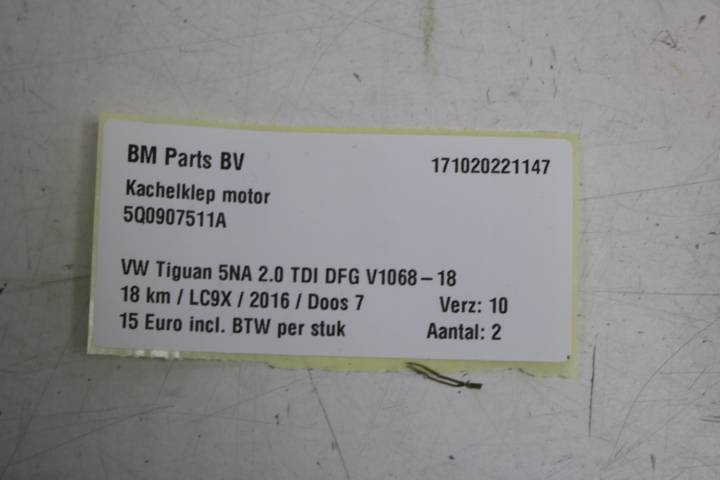 BM Parts BV 171020221147
Kachelklep motor
5Q0907511A
VW Tiguan 5NA 2.0 TDI DFG V1068-18
18 km / LC9X / 2016 / Doos 7 Verz: 10
15 Euro incl. BTW per stuk Aantal: 2